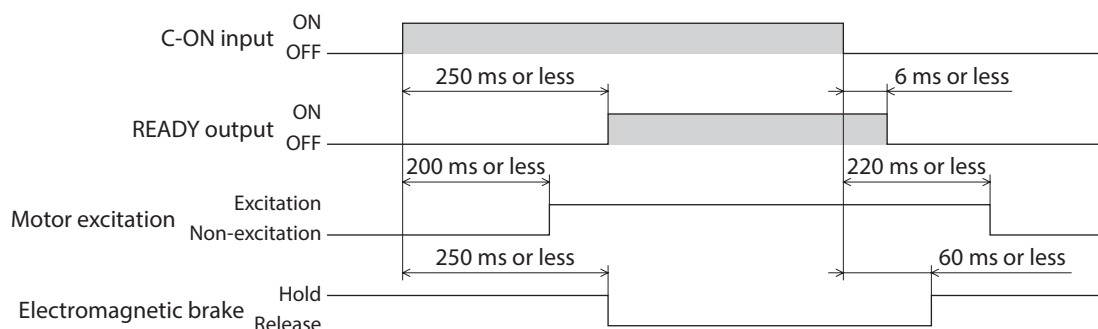 C-ON input
ON
OFF
250 ms or less
6 ms or less
READY output
ON
OFF
200 ms or less
220 ms or less
Motor excitation
Excitation
Non-excitation
250 ms or less
60 ms or less
Electromagnetic brake
Hold
Release